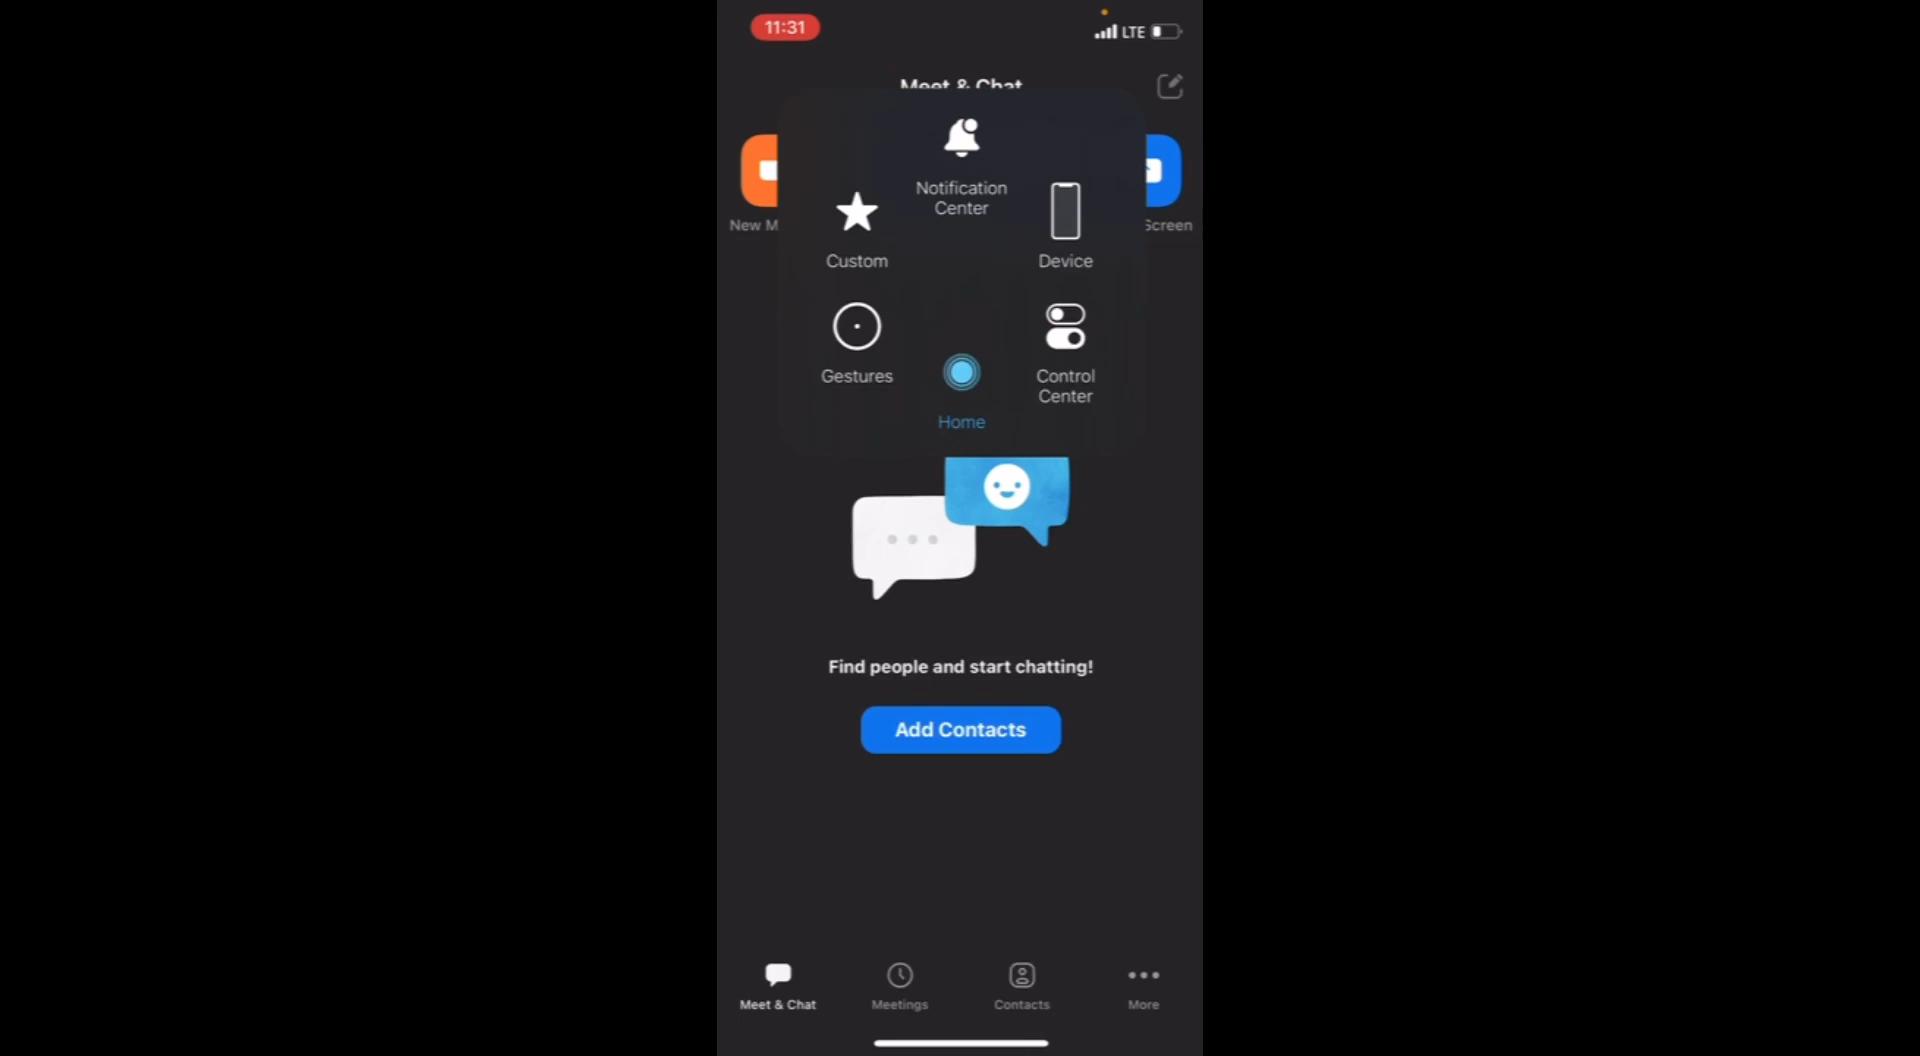 11:31
LTE
Meet & Chat
Notification
Center
Custom
Device
New M
Screen
Gestures
Control
Center
Home
Find people and start chatting!
Add Contacts
Meet & Chat
Meetings
Contacts
More